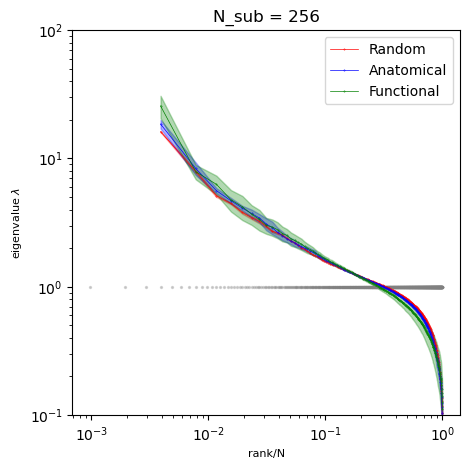 N_sub = 256
10²
10¹
10⁰
10⁻¹
eigenvalue λ
Random
Anatomical
Functional
10⁻³
10⁻²
10⁻¹
10⁰
rank/N